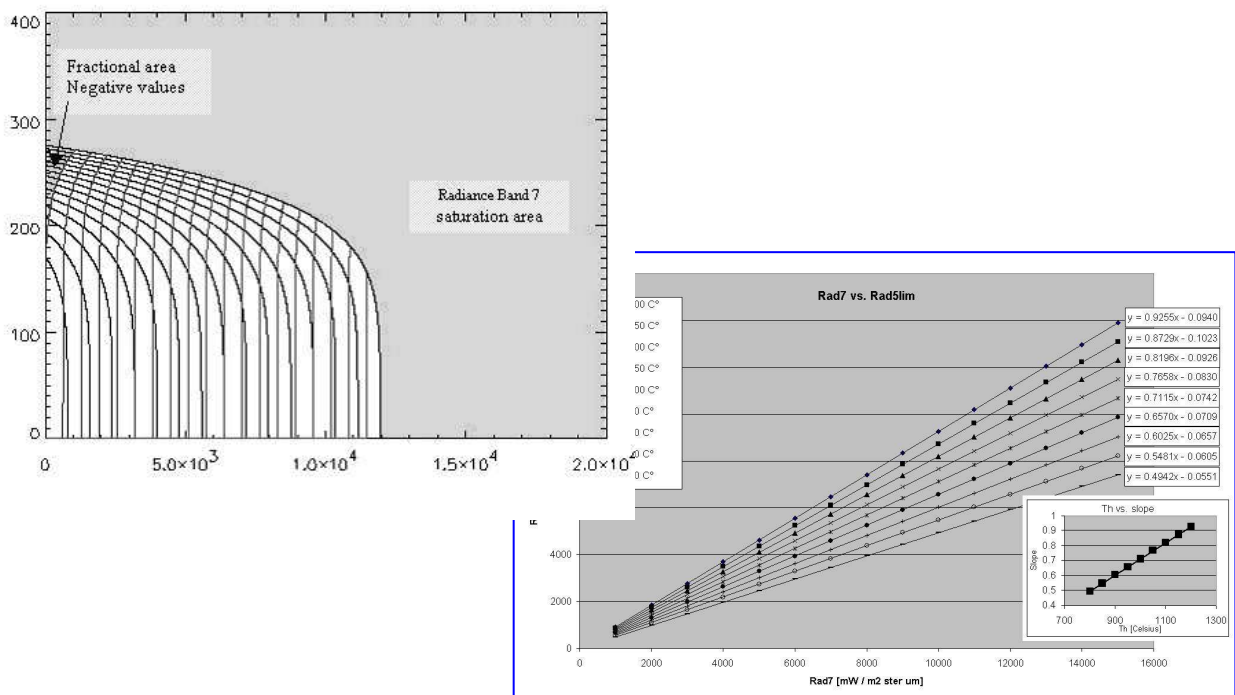 400
Fractional area
Negative values
300
Radiance Band 7
saturation area
200
100
0
0
5.0×10³
1.0×10⁴
1.5×10⁴
2.0×10⁴
Rad7 vs. Rad5lim
00 C°
50 C°
00 C°
50 C°
00 C°
0 C°
0 C°
0 C°
0 C°
y = 0.9255x - 0.0940
y = 0.8729x - 0.1023
y = 0.8196x - 0.0926
y = 0.7658x - 0.0830
y = 0.7115x - 0.0742
y = 0.6570x - 0.0709
y = 0.6025x - 0.0657
y = 0.5481x - 0.0605
y = 0.4942x - 0.0551
4000
2000
0
0
2000
4000
6000
8000
10000
12000
14000
16000
Rad7 [mW / m2 ster um]
Th vs. slope
Slope
1
0.9
0.8
0.7
0.6
0.5
0.4
700
900
1100
1300
Th [Celsius]